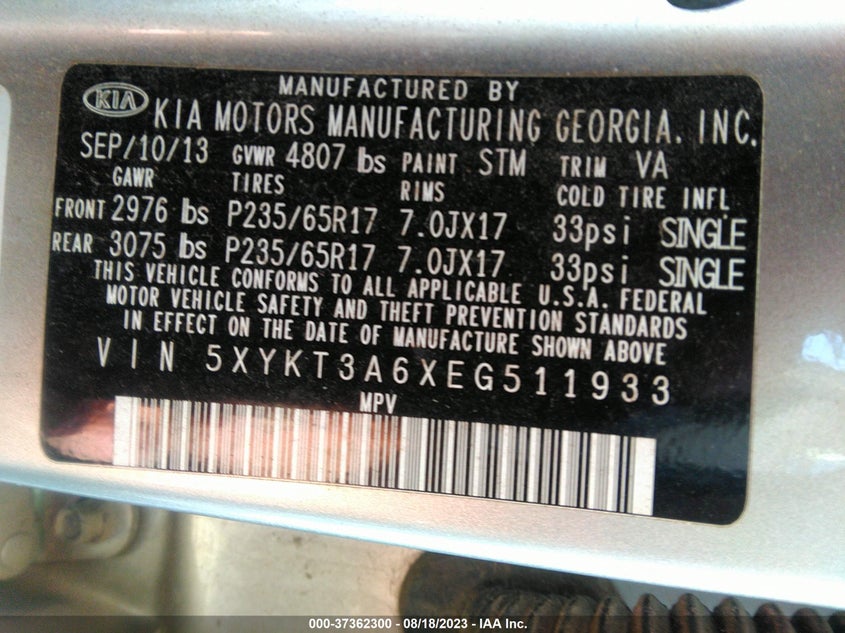 MANUFACTURED BY
KIA KIA MOTORS MANUFACTURING GEORGIA, INC.
SEP/10/13 GVWR 4807 lbs PAINT STM TRIM VA
GAWR TIRES RIMS COLD TIRE INFL
FRONT 2976 lbs P235/65R17 7.0JX17 33psi SINGLE
REAR 3075 lbs P235/65R17 7.0JX17 33psi SINGLE
THIS VEHICLE CONFORMS TO ALL APPLICABLE U.S.A. FEDERAL
MOTOR VEHICLE SAFETY AND THEFT PREVENTION STANDARDS
IN EFFECT ON THE DATE OF MANUFACTURE SHOWN ABOVE
VIN 5XYKT3A6XEG511933
MPV
000-37362300 - 08/18/2023 - IAA Inc.